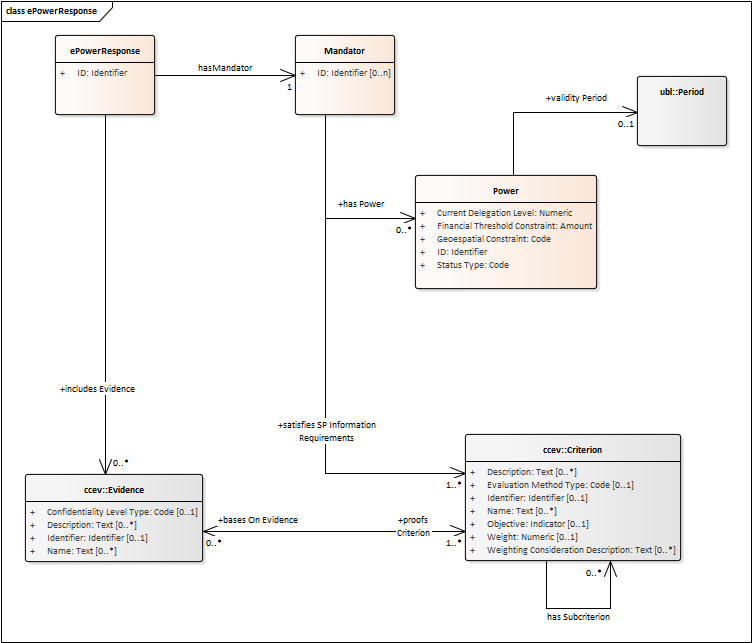 class ePowerResponse
ePowerResponse
+ ID: Identifier
hasMandator
1
Mandator
+ ID: Identifier [0..n]
+validity Period
0..1
ubl::Period
+has Power
0..*
Power
+ Current Delegation Level: Numeric
+ Financial Threshold Constraint: Amount
+ Geoespatial Constraint: Code
+ ID: Identifier
+ Status Type: Code
+includes Evidence
0..*
+satisfies SP Information
Requirements
1..*
ccev::Evidence
+ Confidentiality Level Type: Code [0..1]
+ Description: Text [0..*]
+ Identifier: Identifier [0..1]
+ Name: Text [0..*]
+bases On Evidence
0..*
+proofs
Criterion
1..*
ccev::Criterion
+ Description: Text [0..*]
+ Evaluation Method Type: Code [0..1]
+ Identifier: Identifier [0..1]
+ Name: Text [0..*]
+ Objective: Indicator [0..1]
+ Weight: Numeric [0..1]
+ Weighting Consideration Description: Text [0..*]
0..*
has Subcriterion